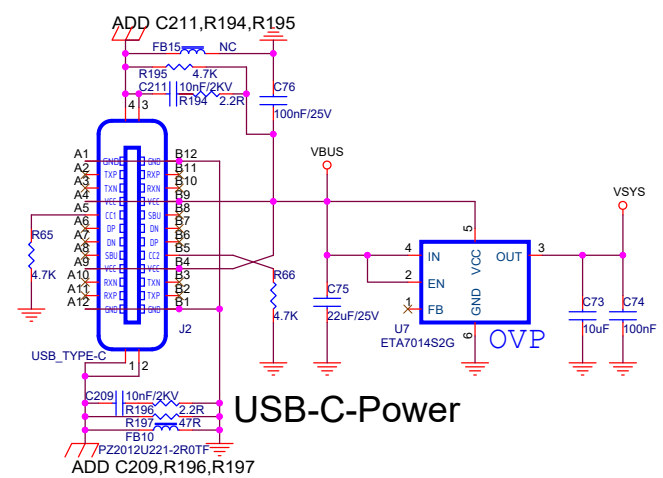 ADD C211,R194,R195
FB15 NC
R195 4.7K
C211 10nF/2KV
R194 2.2R
C76
100nF/25V
4 3
A1 GND GND B12
A2 TXP RXP B11
A3 TXN RXN B10
A4 VCC VCC B9
A5 CC1 SBU B8
A6 DP DN B7
A7 DN DP B6
A8 SBU CC2 B5
A9 VCC VCC B4
A10 RXN TXN B3
A11 RXP TXP B2
A12 GND GND B1
R65
4.7K
J2
USB_TYPE-C
1 2
R66
4.7K
VBUS
C75
22uF/25V
4 IN
2 EN
1 FB
5 VCC
OUT 3
GND 6
U7
ETA7014S2G
OVP
VSYS
C73
10uF
C74
100nF
C209 10nF/2KV
R196 2.2R
R197 47R
FB10
PZ2012U221-2R0TF
ADD C209,R196,R197
USB-C-Power